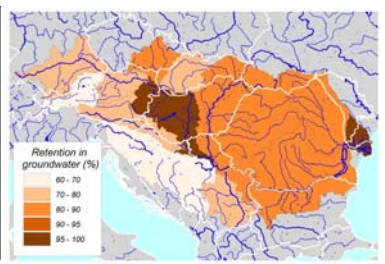 Retention in
groundwater (%)
60 - 70
70 - 80
80 - 90
90 - 95
95 - 100